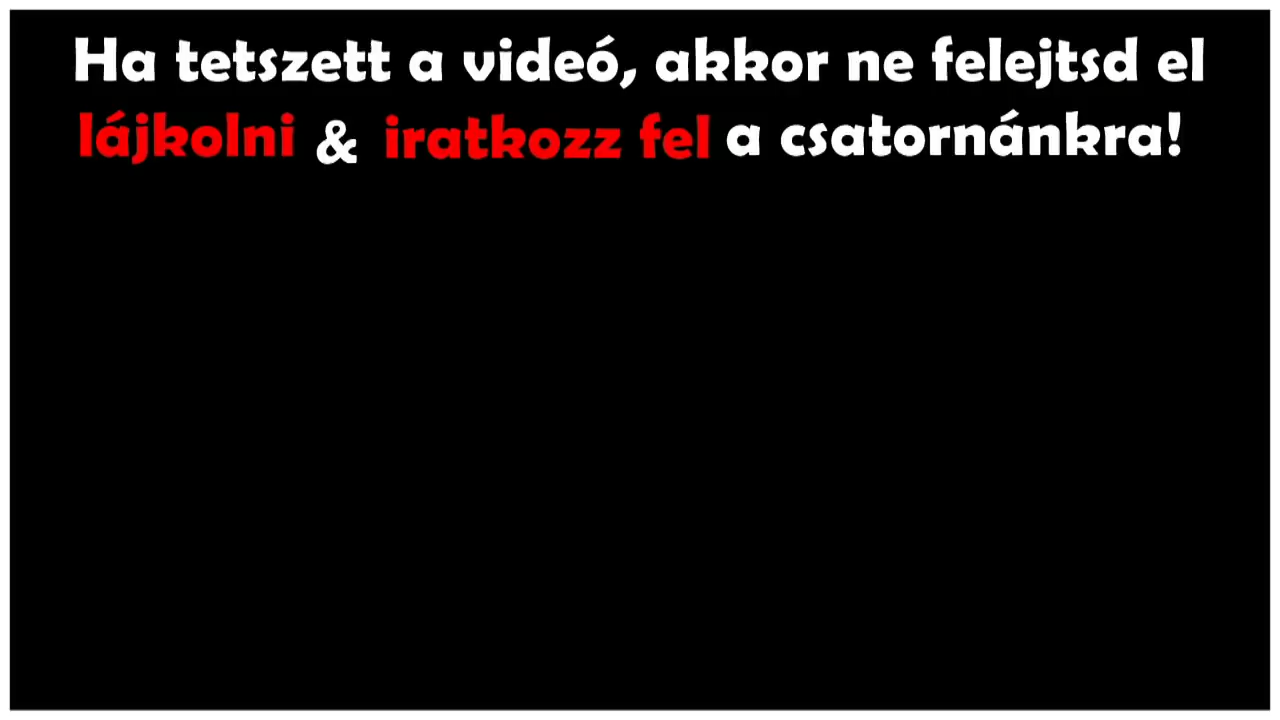 Ha tetszett a videó, akkor ne felejtsd el
lájkolni & iratkozz fel a csatornánkra!